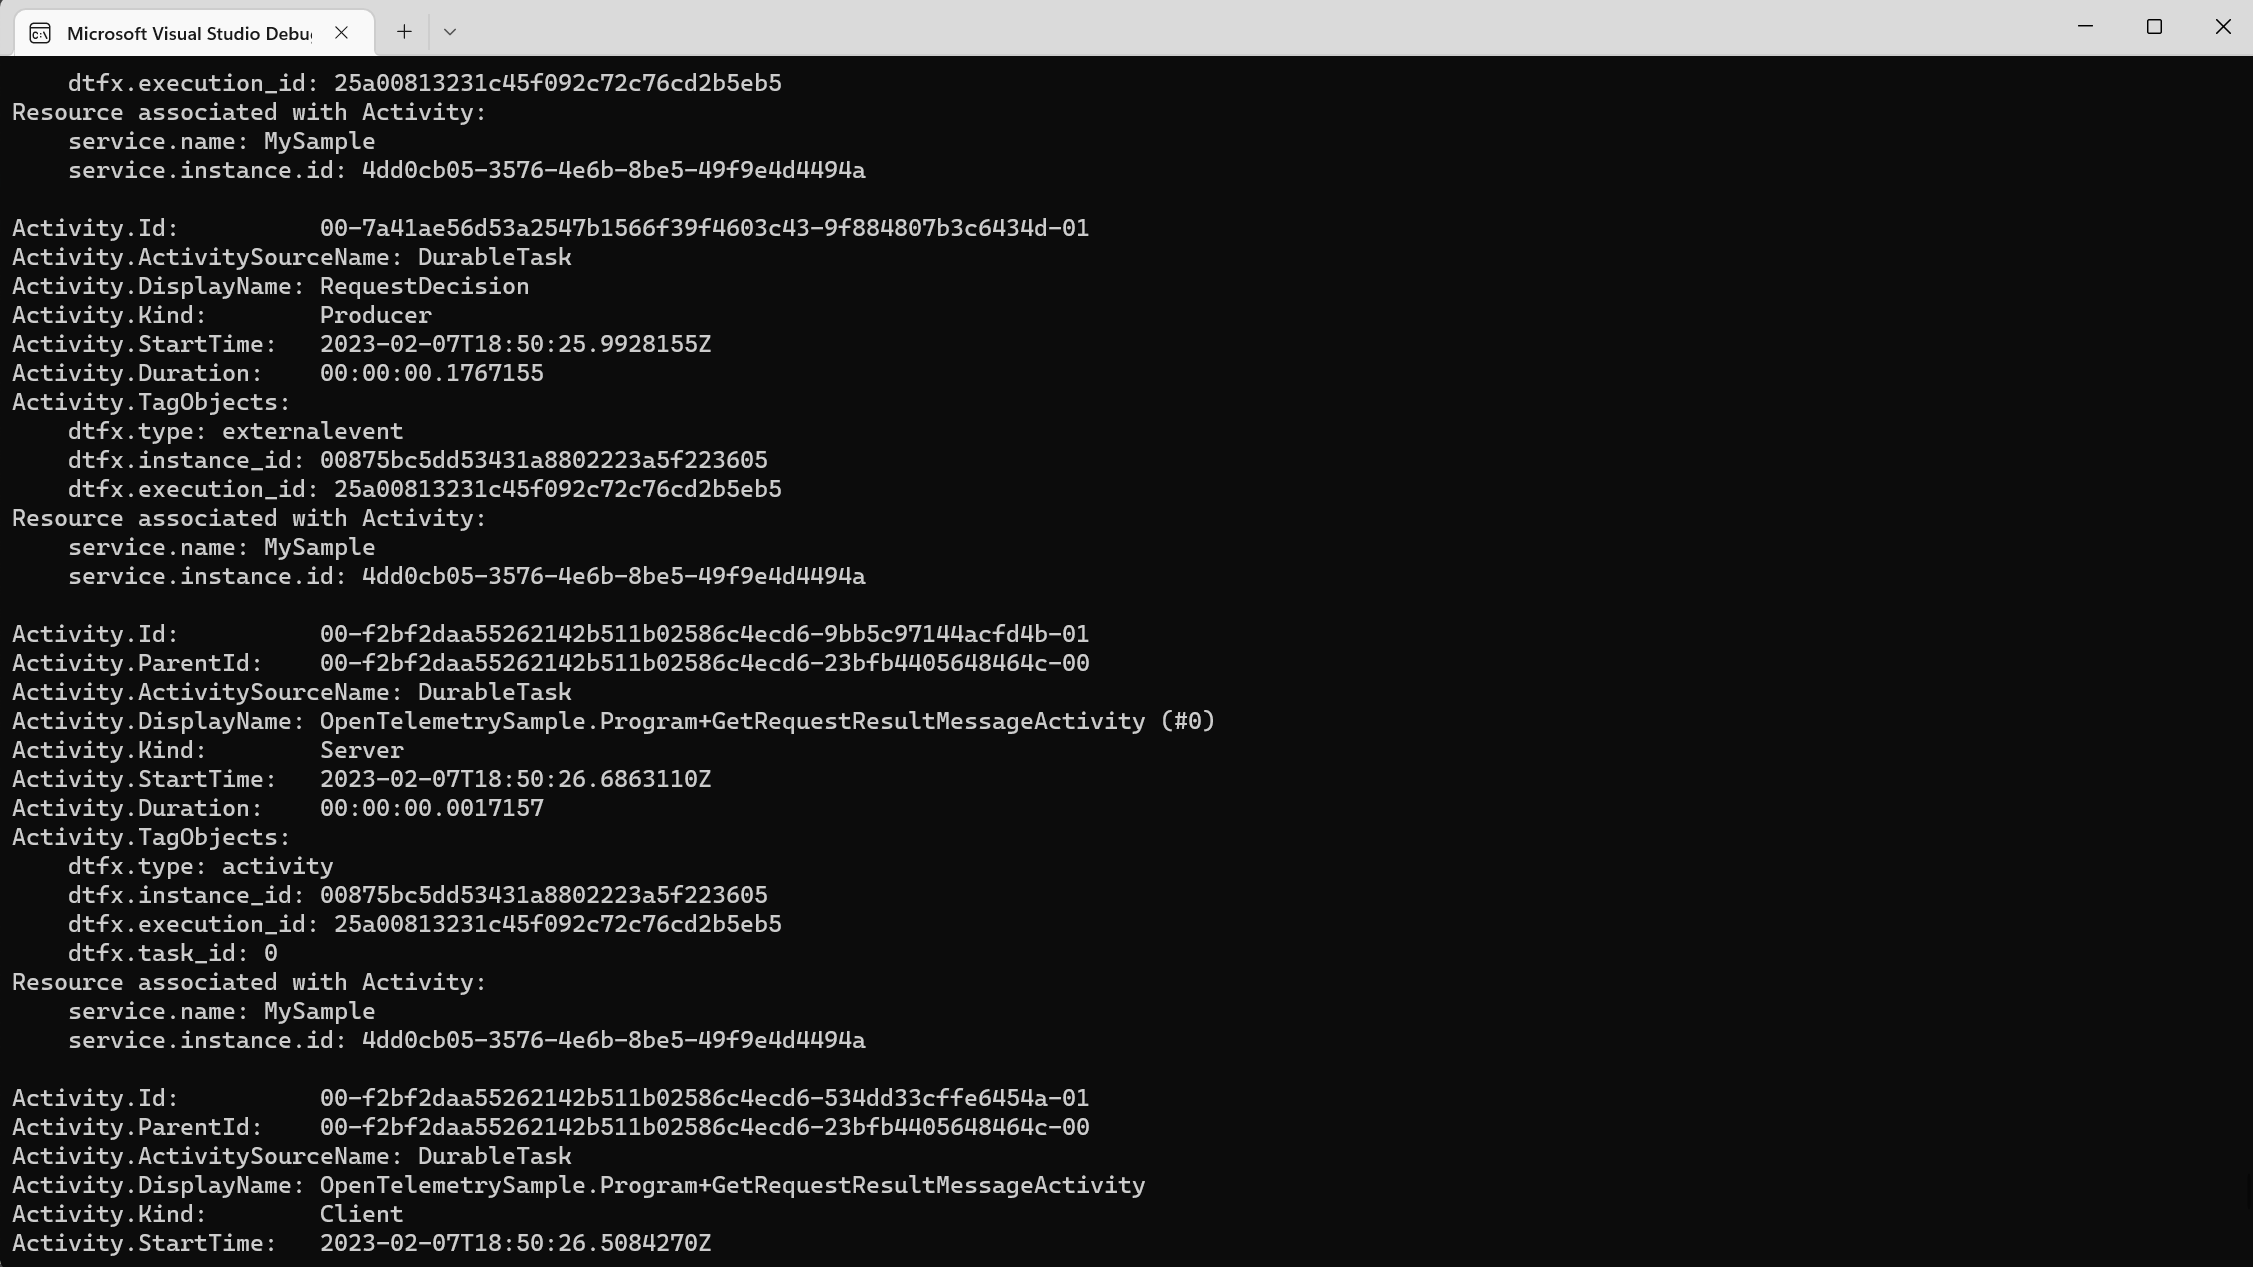 Microsoft Visual Studio Debu
    dtfx.execution_id: 25a00813231c45f092c72c76cd2b5eb5
Resource associated with Activity:
    service.name: MySample
    service.instance.id: 4dd0cb05-3576-4e6b-8be5-49f9e4d4494a

Activity.Id:          00-7a41ae56d53a2547b1566f39f4603c43-9f884807b3c6434d-01
Activity.ActivitySourceName: DurableTask
Activity.DisplayName: RequestDecision
Activity.Kind:        Producer
Activity.StartTime:   2023-02-07T18:50:25.9928155Z
Activity.Duration:    00:00:00.1767155
Activity.TagObjects:
    dtfx.type: externalevent
    dtfx.instance_id: 00875bc5dd53431a8802223a5f223605
    dtfx.execution_id: 25a00813231c45f092c72c76cd2b5eb5
Resource associated with Activity:
    service.name: MySample
    service.instance.id: 4dd0cb05-3576-4e6b-8be5-49f9e4d4494a

Activity.Id:          00-f2bf2daa55262142b511b02586c4ecd6-9bb5c97144acfd4b-01
Activity.ParentId:    00-f2bf2daa55262142b511b02586c4ecd6-23bfb4405648464c-00
Activity.ActivitySourceName: DurableTask
Activity.DisplayName: OpenTelemetrySample.Program+GetRequestResultMessageActivity (#0)
Activity.Kind:        Server
Activity.StartTime:   2023-02-07T18:50:26.6863110Z
Activity.Duration:    00:00:00.0017157
Activity.TagObjects:
    dtfx.type: activity
    dtfx.instance_id: 00875bc5dd53431a8802223a5f223605
    dtfx.execution_id: 25a00813231c45f092c72c76cd2b5eb5
    dtfx.task_id: 0
Resource associated with Activity:
    service.name: MySample
    service.instance.id: 4dd0cb05-3576-4e6b-8be5-49f9e4d4494a

Activity.Id:          00-f2bf2daa55262142b511b02586c4ecd6-534dd33cffe6454a-01
Activity.ParentId:    00-f2bf2daa55262142b511b02586c4ecd6-23bfb4405648464c-00
Activity.ActivitySourceName: DurableTask
Activity.DisplayName: OpenTelemetrySample.Program+GetRequestResultMessageActivity
Activity.Kind:        Client
Activity.StartTime:   2023-02-07T18:50:26.5084270Z